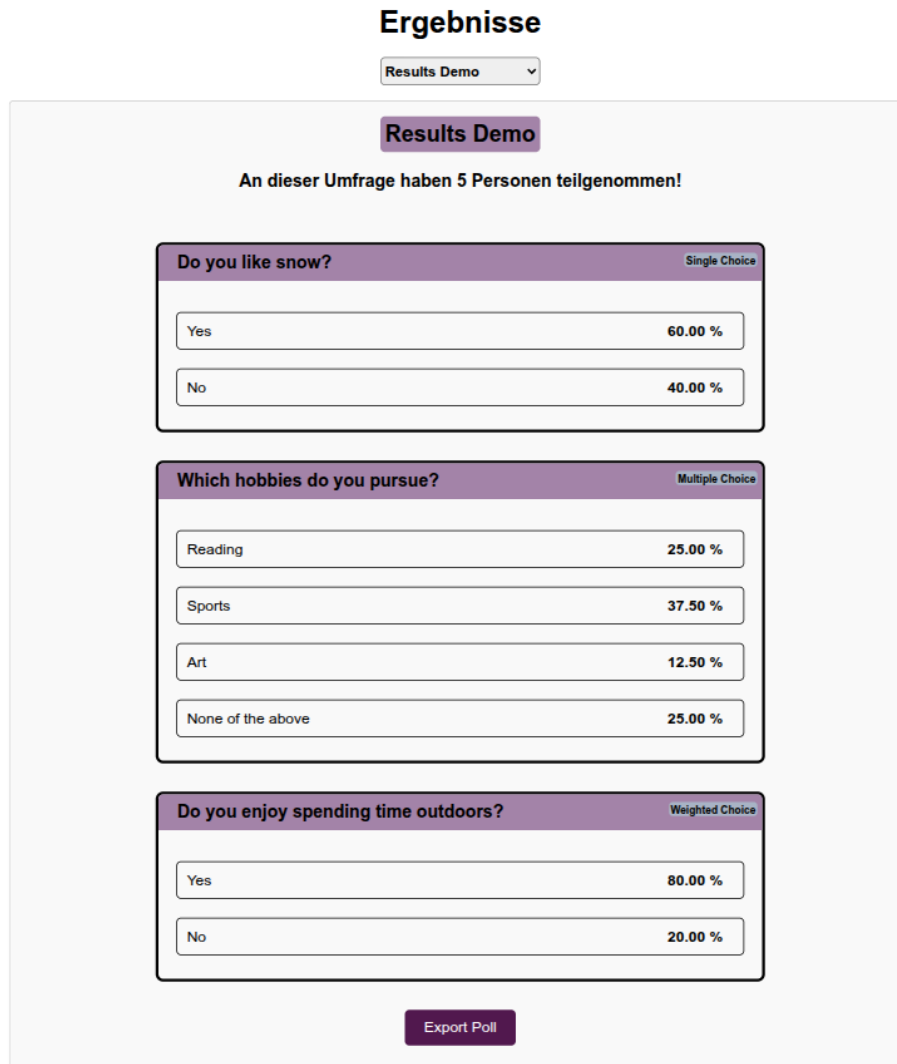 Ergebnisse
Results Demo
Results Demo
An dieser Umfrage haben 5 Personen teilgenommen!
Do you like snow? Single Choice
Yes 60.00 %
No 40.00 %
Which hobbies do you pursue? Multiple Choice
Reading 25.00 %
Sports 37.50 %
Art 12.50 %
None of the above 25.00 %
Do you enjoy spending time outdoors? Weighted Choice
Yes 80.00 %
No 20.00 %
Export Poll